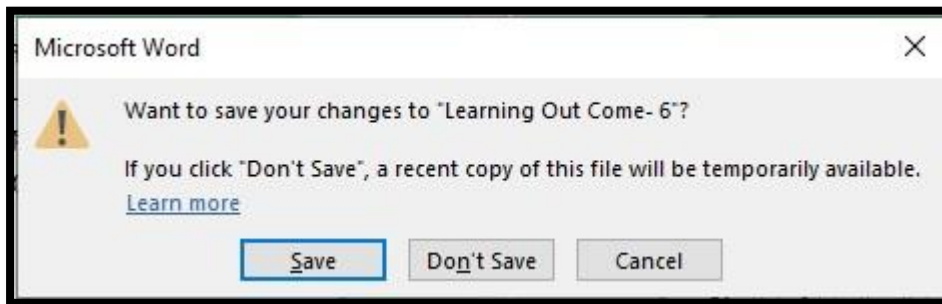 Microsoft Word
Want to save your changes to "Learning Out Come- 6"?
If you click "Don't Save", a recent copy of this file will be temporarily available.
Learn more
Save Don't Save Cancel